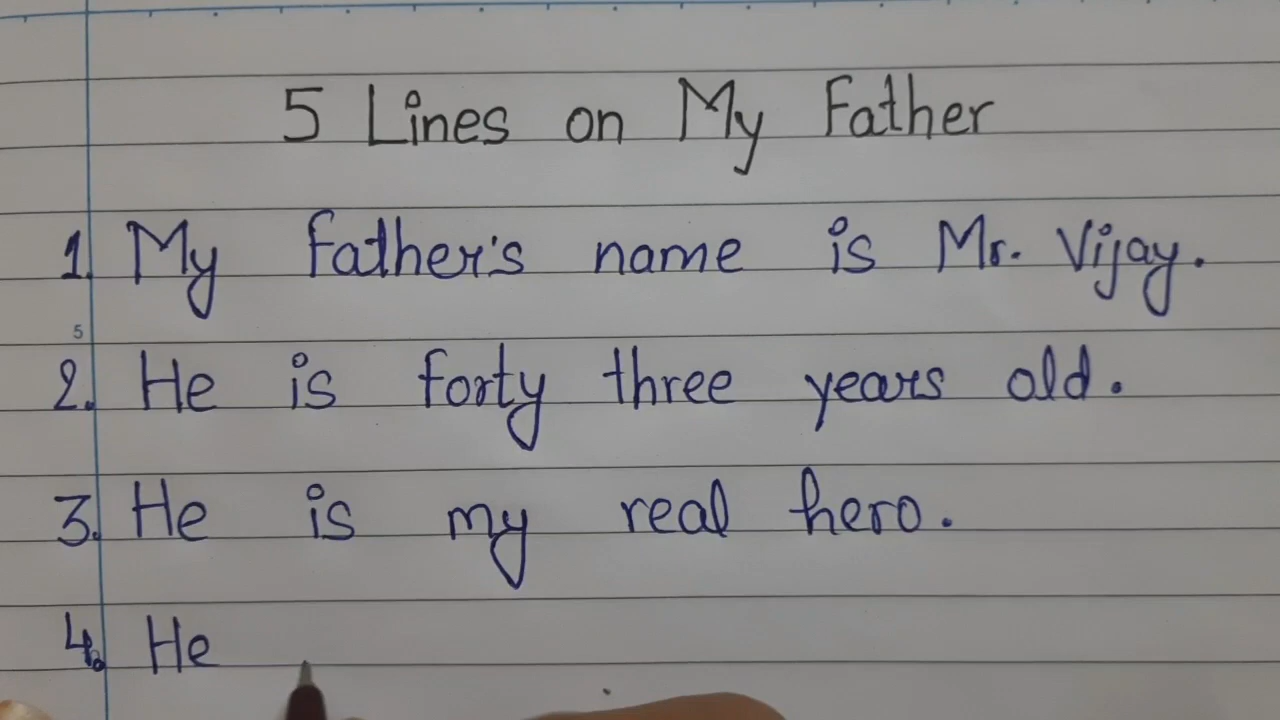 5 Lines on My Father
1. My Father's name is Mr. Vijay.
5
2. He is forty three years old.
3. He is my real hero.
4. He